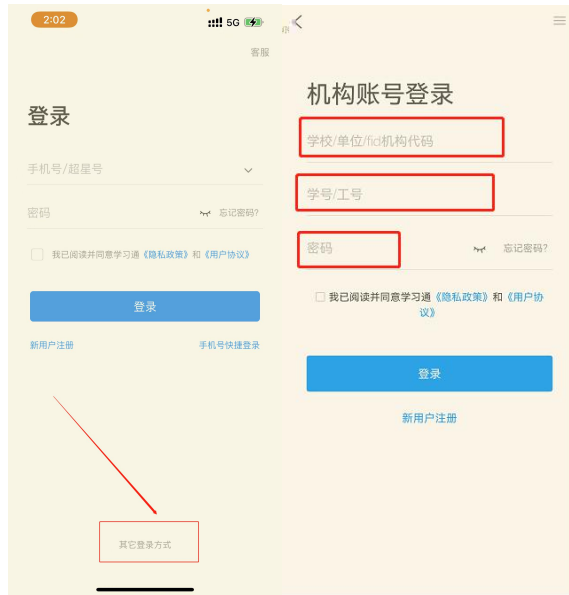 2:02
5G
客服
登录
手机号/超星号
密码
忘记密码?
我已阅读并同意学习通《隐私政策》和《用户协议》
登录
新用户注册
手机号快捷登录
其它登录方式
机构账号登录
学校/单位/fid机构代码
学号/工号
密码
忘记密码?
我已阅读并同意学习通《隐私政策》和《用户协
议》
登录
新用户注册